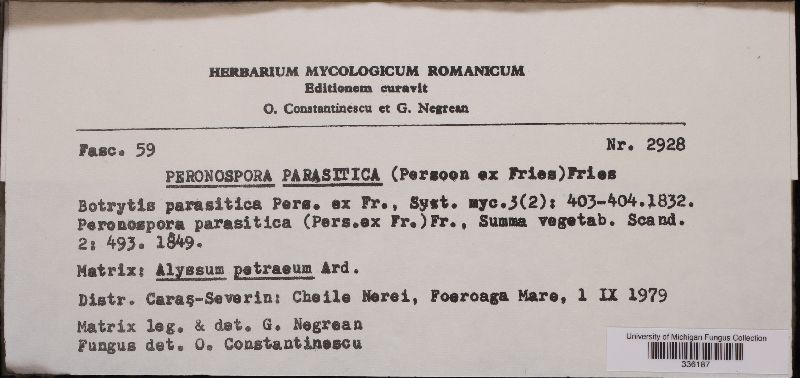 HERBARIUM MYCOLOGICUM ROMANICUM
Editionem curavit
O. Constantinescu et G. Negrean
Fasc. 59
Nr. 2928
PERONOSPORA PARASITICA (Persoon ex Fries)Fries
Botrytis parasitica Pers. ex Fr., Syst. myc.3(2): 403-404.1832.
Peronospora parasitica (Pers.ex Fr.)Fr., Summa vegetab. Scand.
2: 493. 1849.
Matrix: Alyssum petraeum Ard.
Distr. Caraș-Severin: Cheile Nerei, Foeroaga Mare, 1 IX 1979
Matrix leg. & det. G. Negrean
Fungus det. O. Constantinescu
University of Michigan Fungus Collection
336187